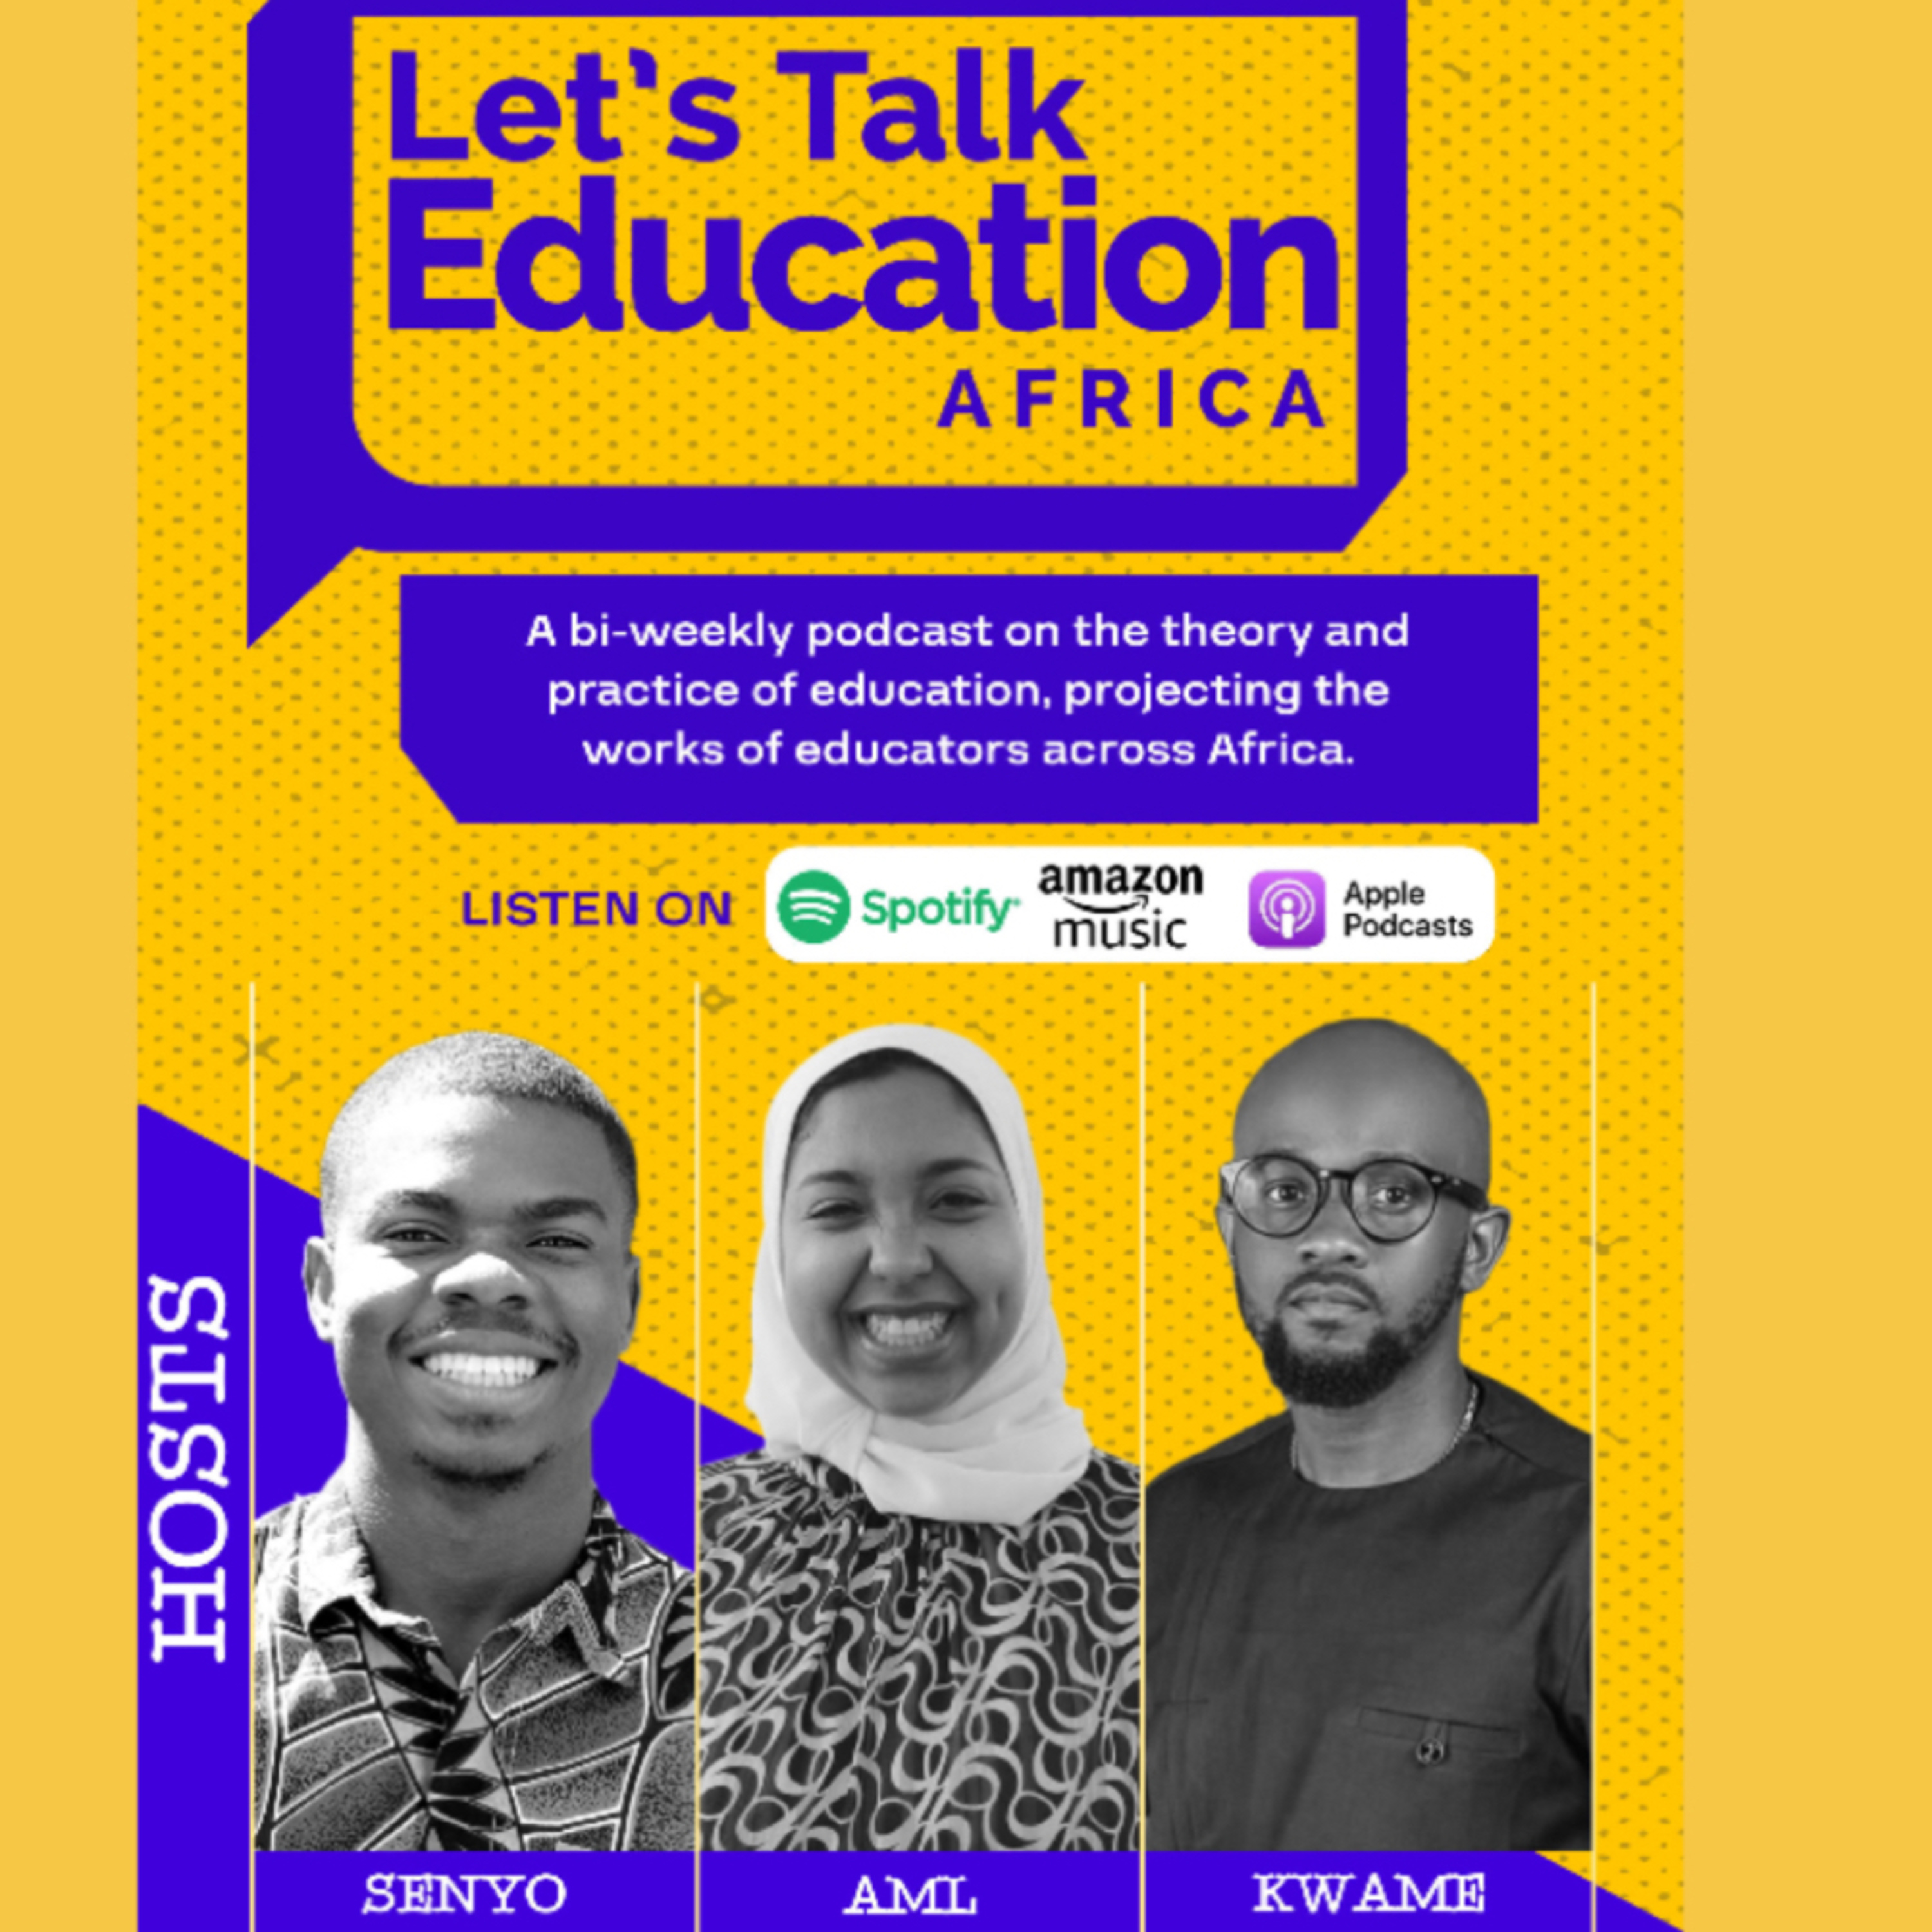 Let's Talk
Education
AFRICA
A bi-weekly podcast on the theory and
practice of education, projecting the
works of educators across Africa.
LISTEN ON
Spotify
amazon
music
Apple
Podcasts
HOSTS
SENYO
AML
KWAME